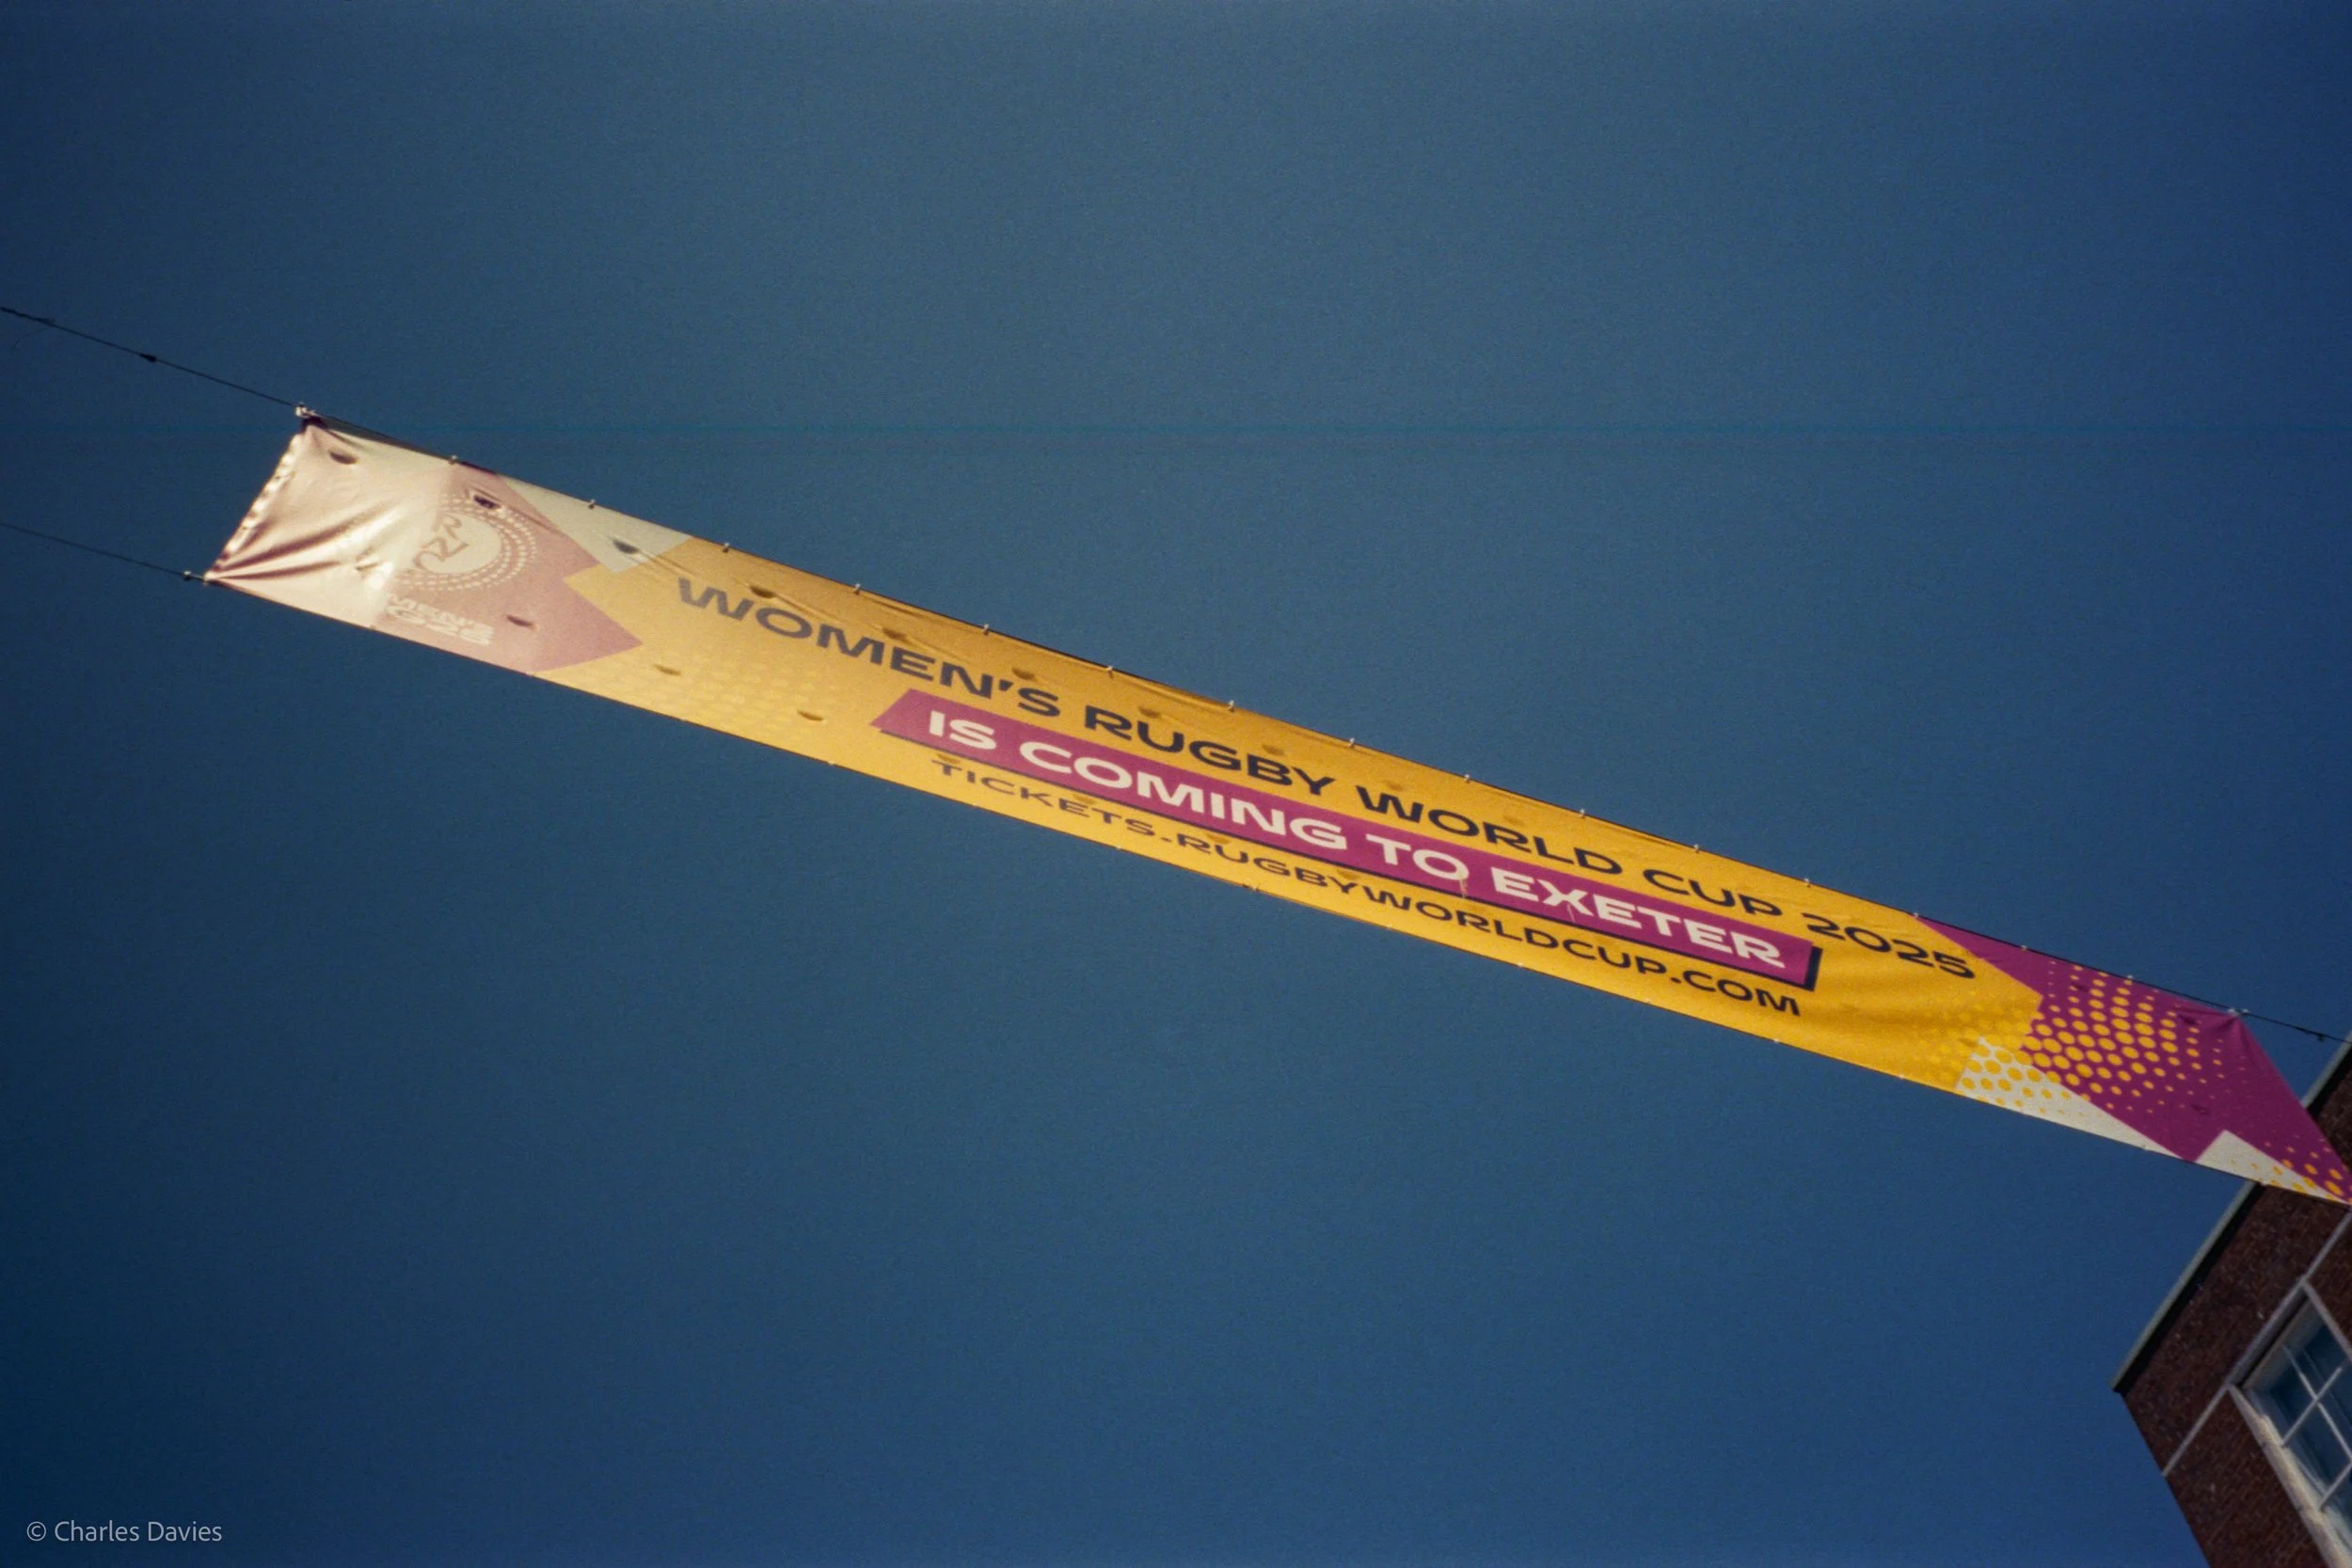 WOMEN'S RUGBY WORLD CUP 2025
IS COMING TO EXETER
TICKETS.RUGBYWORLDCUP.COM
© Charles Davies